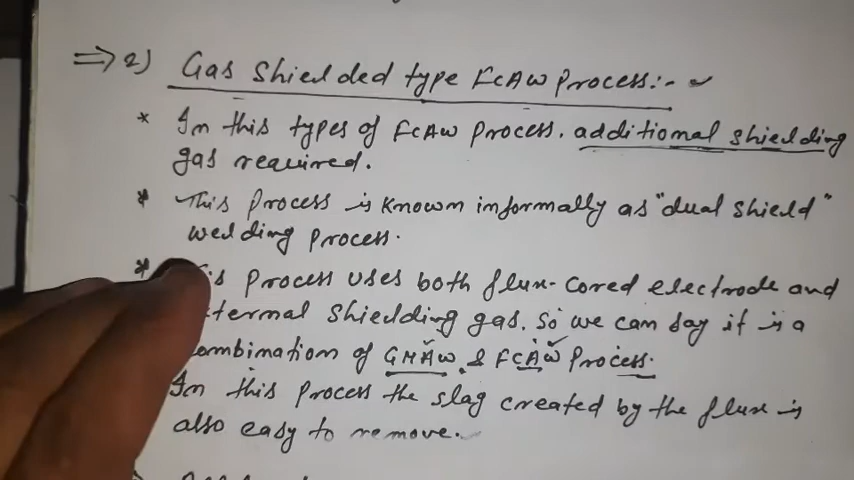 ⇒ 2) Gas Shielded type FCAW Process:-
* In this types of FCAW Process. additional shielding
gas required.
* This Process is known informally as "dual shield"
welding Process.
* is Process uses both flux-cored electrode and
ternal shielding gas. So we can say it is a
ombination of GMAW & FCAW Process.
In this Process the slag created by the flux is
also easy to remove.